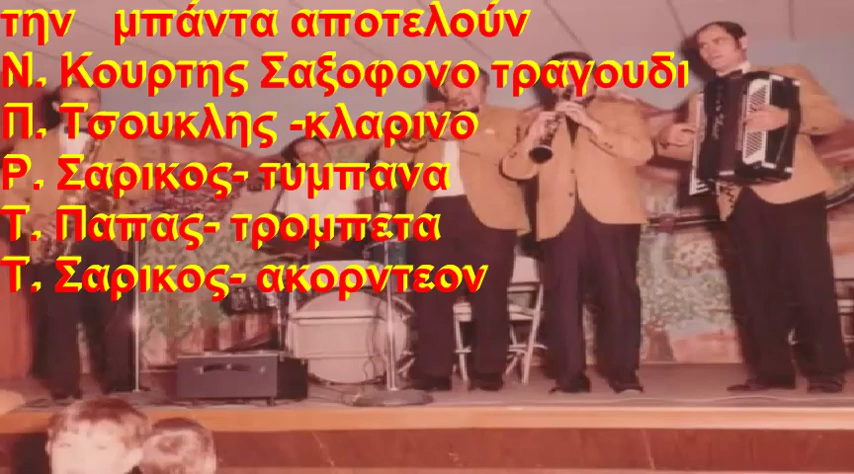 την μπάντα αποτελούν
Ν. Κουρτης Σαξοφονο τραγουδι
Π. Τσουκλης -κλαρινο
Ρ. Σαρικος- τυμπανα
Τ. Παπας- τρομπετα
Τ. Σαρικος- ακορντεον